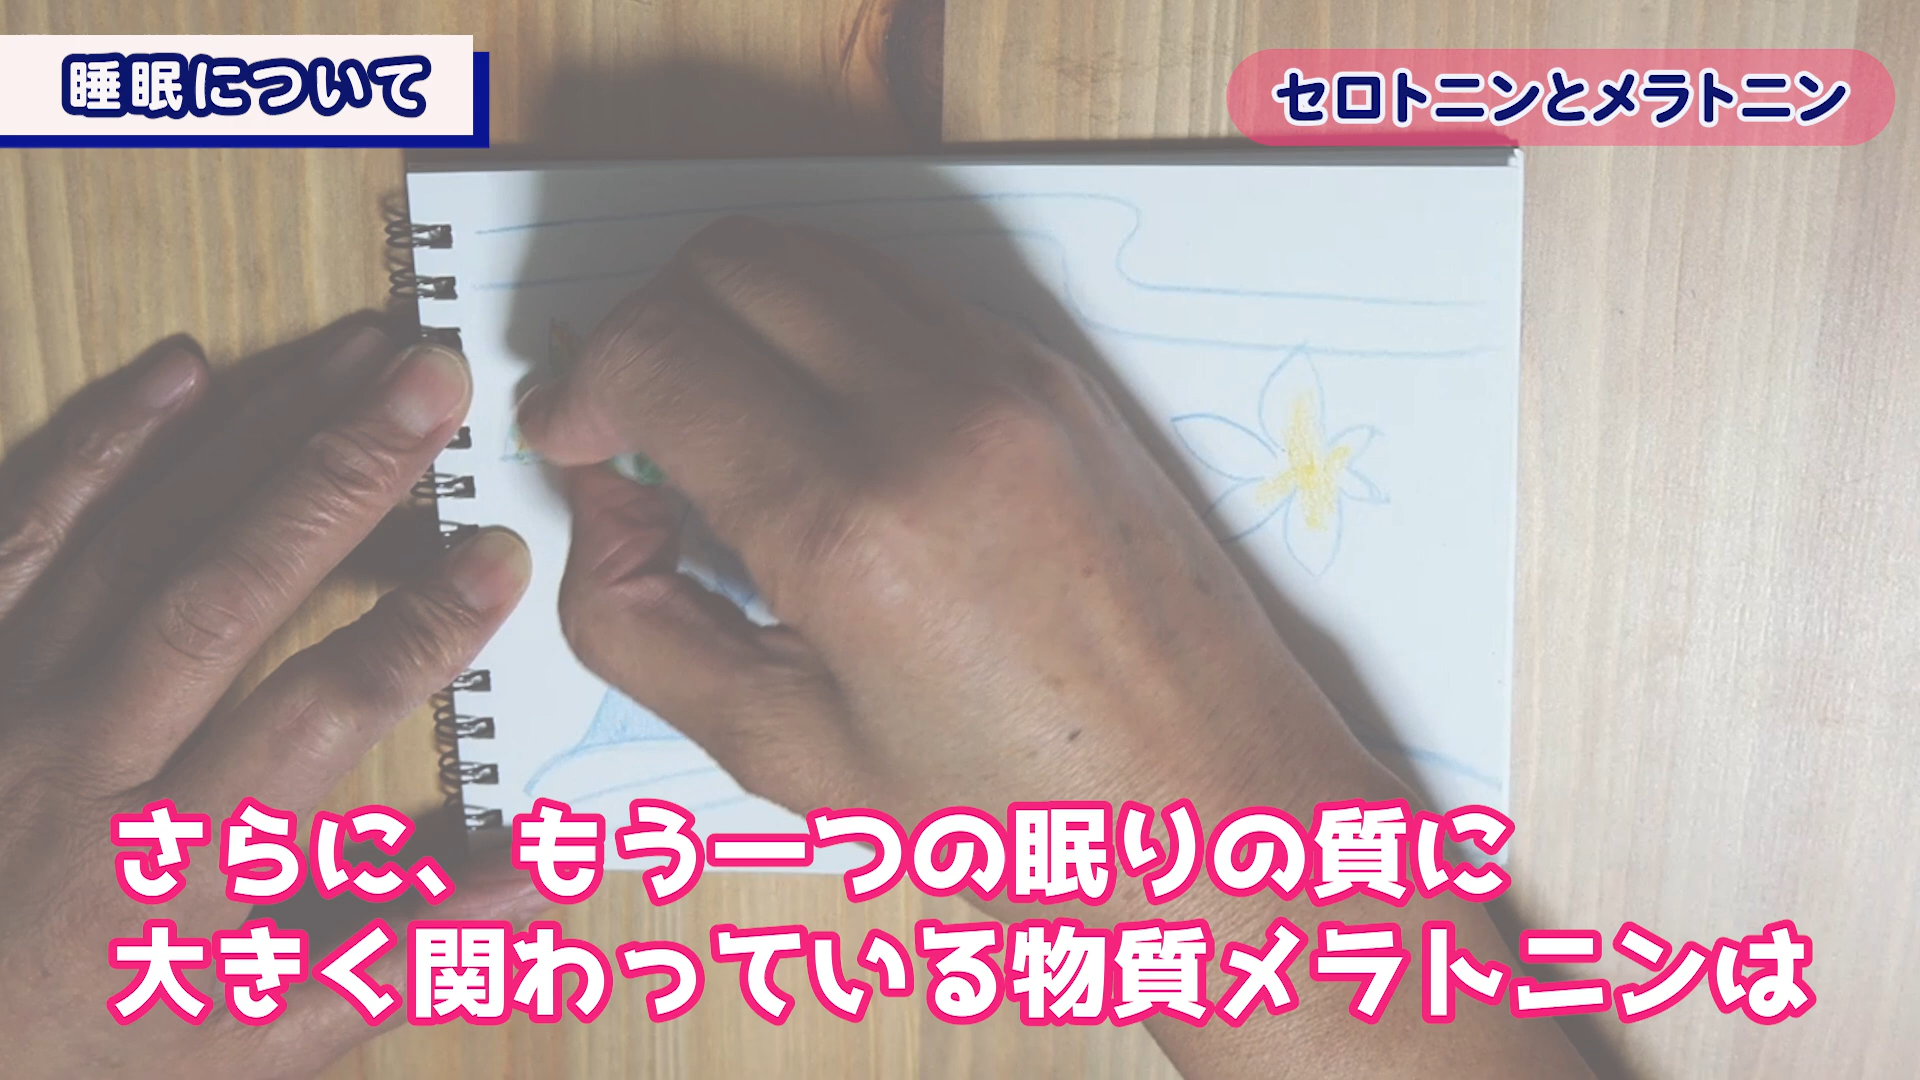 睡眠について
セロトニンとメラトニン
さらに、もう一つの眠りの質に
大きく関わっている物質メラトニンは